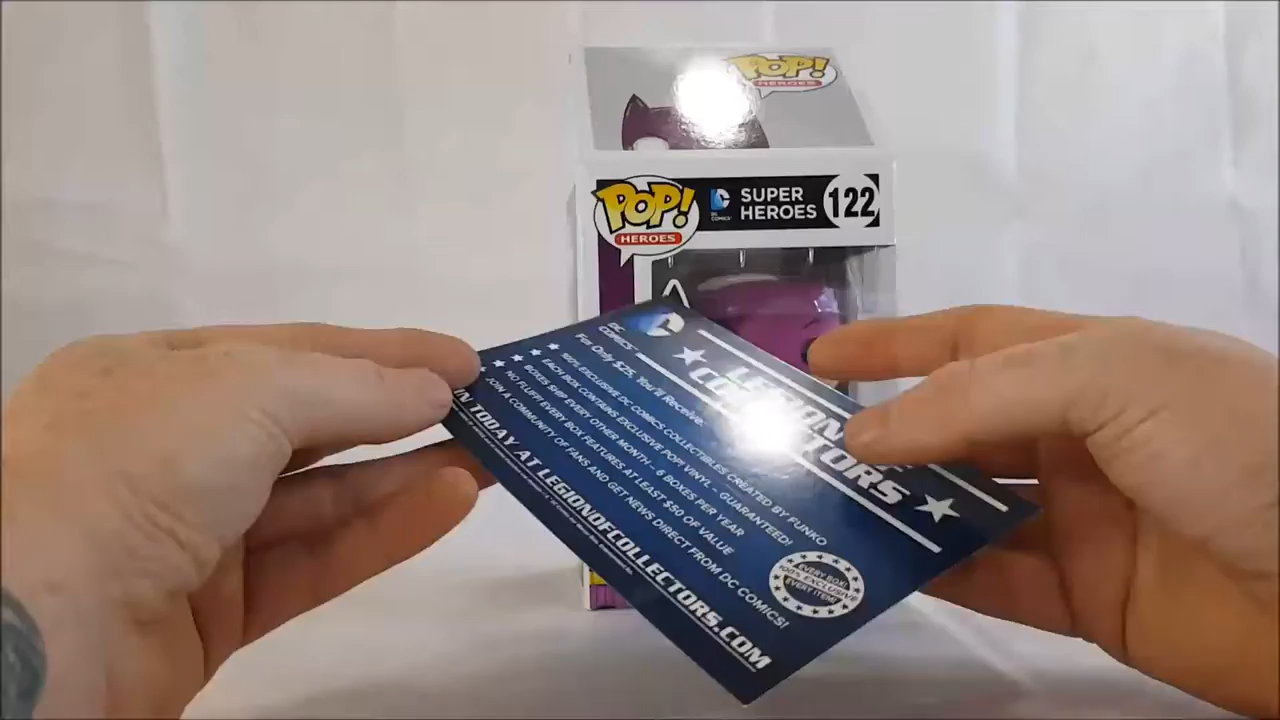 POP!
HEROES
POP!
HEROES
DC
COMICS
SUPER
HEROES
122
DC
COMICS
LEGION
OF
COLLECTORS
For Only $25, You'll Receive:
100% EXCLUSIVE DC COMICS COLLECTIBLES CREATED BY FUNKO
EACH BOX CONTAINS EXCLUSIVE POP! VINYL - GUARANTEED!
BOXES SHIP EVERY OTHER MONTH - 6 BOXES PER YEAR
NO FLUFF! EVERY BOX FEATURES AT LEAST $50 OF VALUE
JOIN A COMMUNITY OF FANS AND GET NEWS DIRECT FROM DC COMICS!
IN TODAY AT LEGIONOFCOLLECTORS.COM
EVERY BOX!
100% EXCLUSIVE
EVERY ITEM!